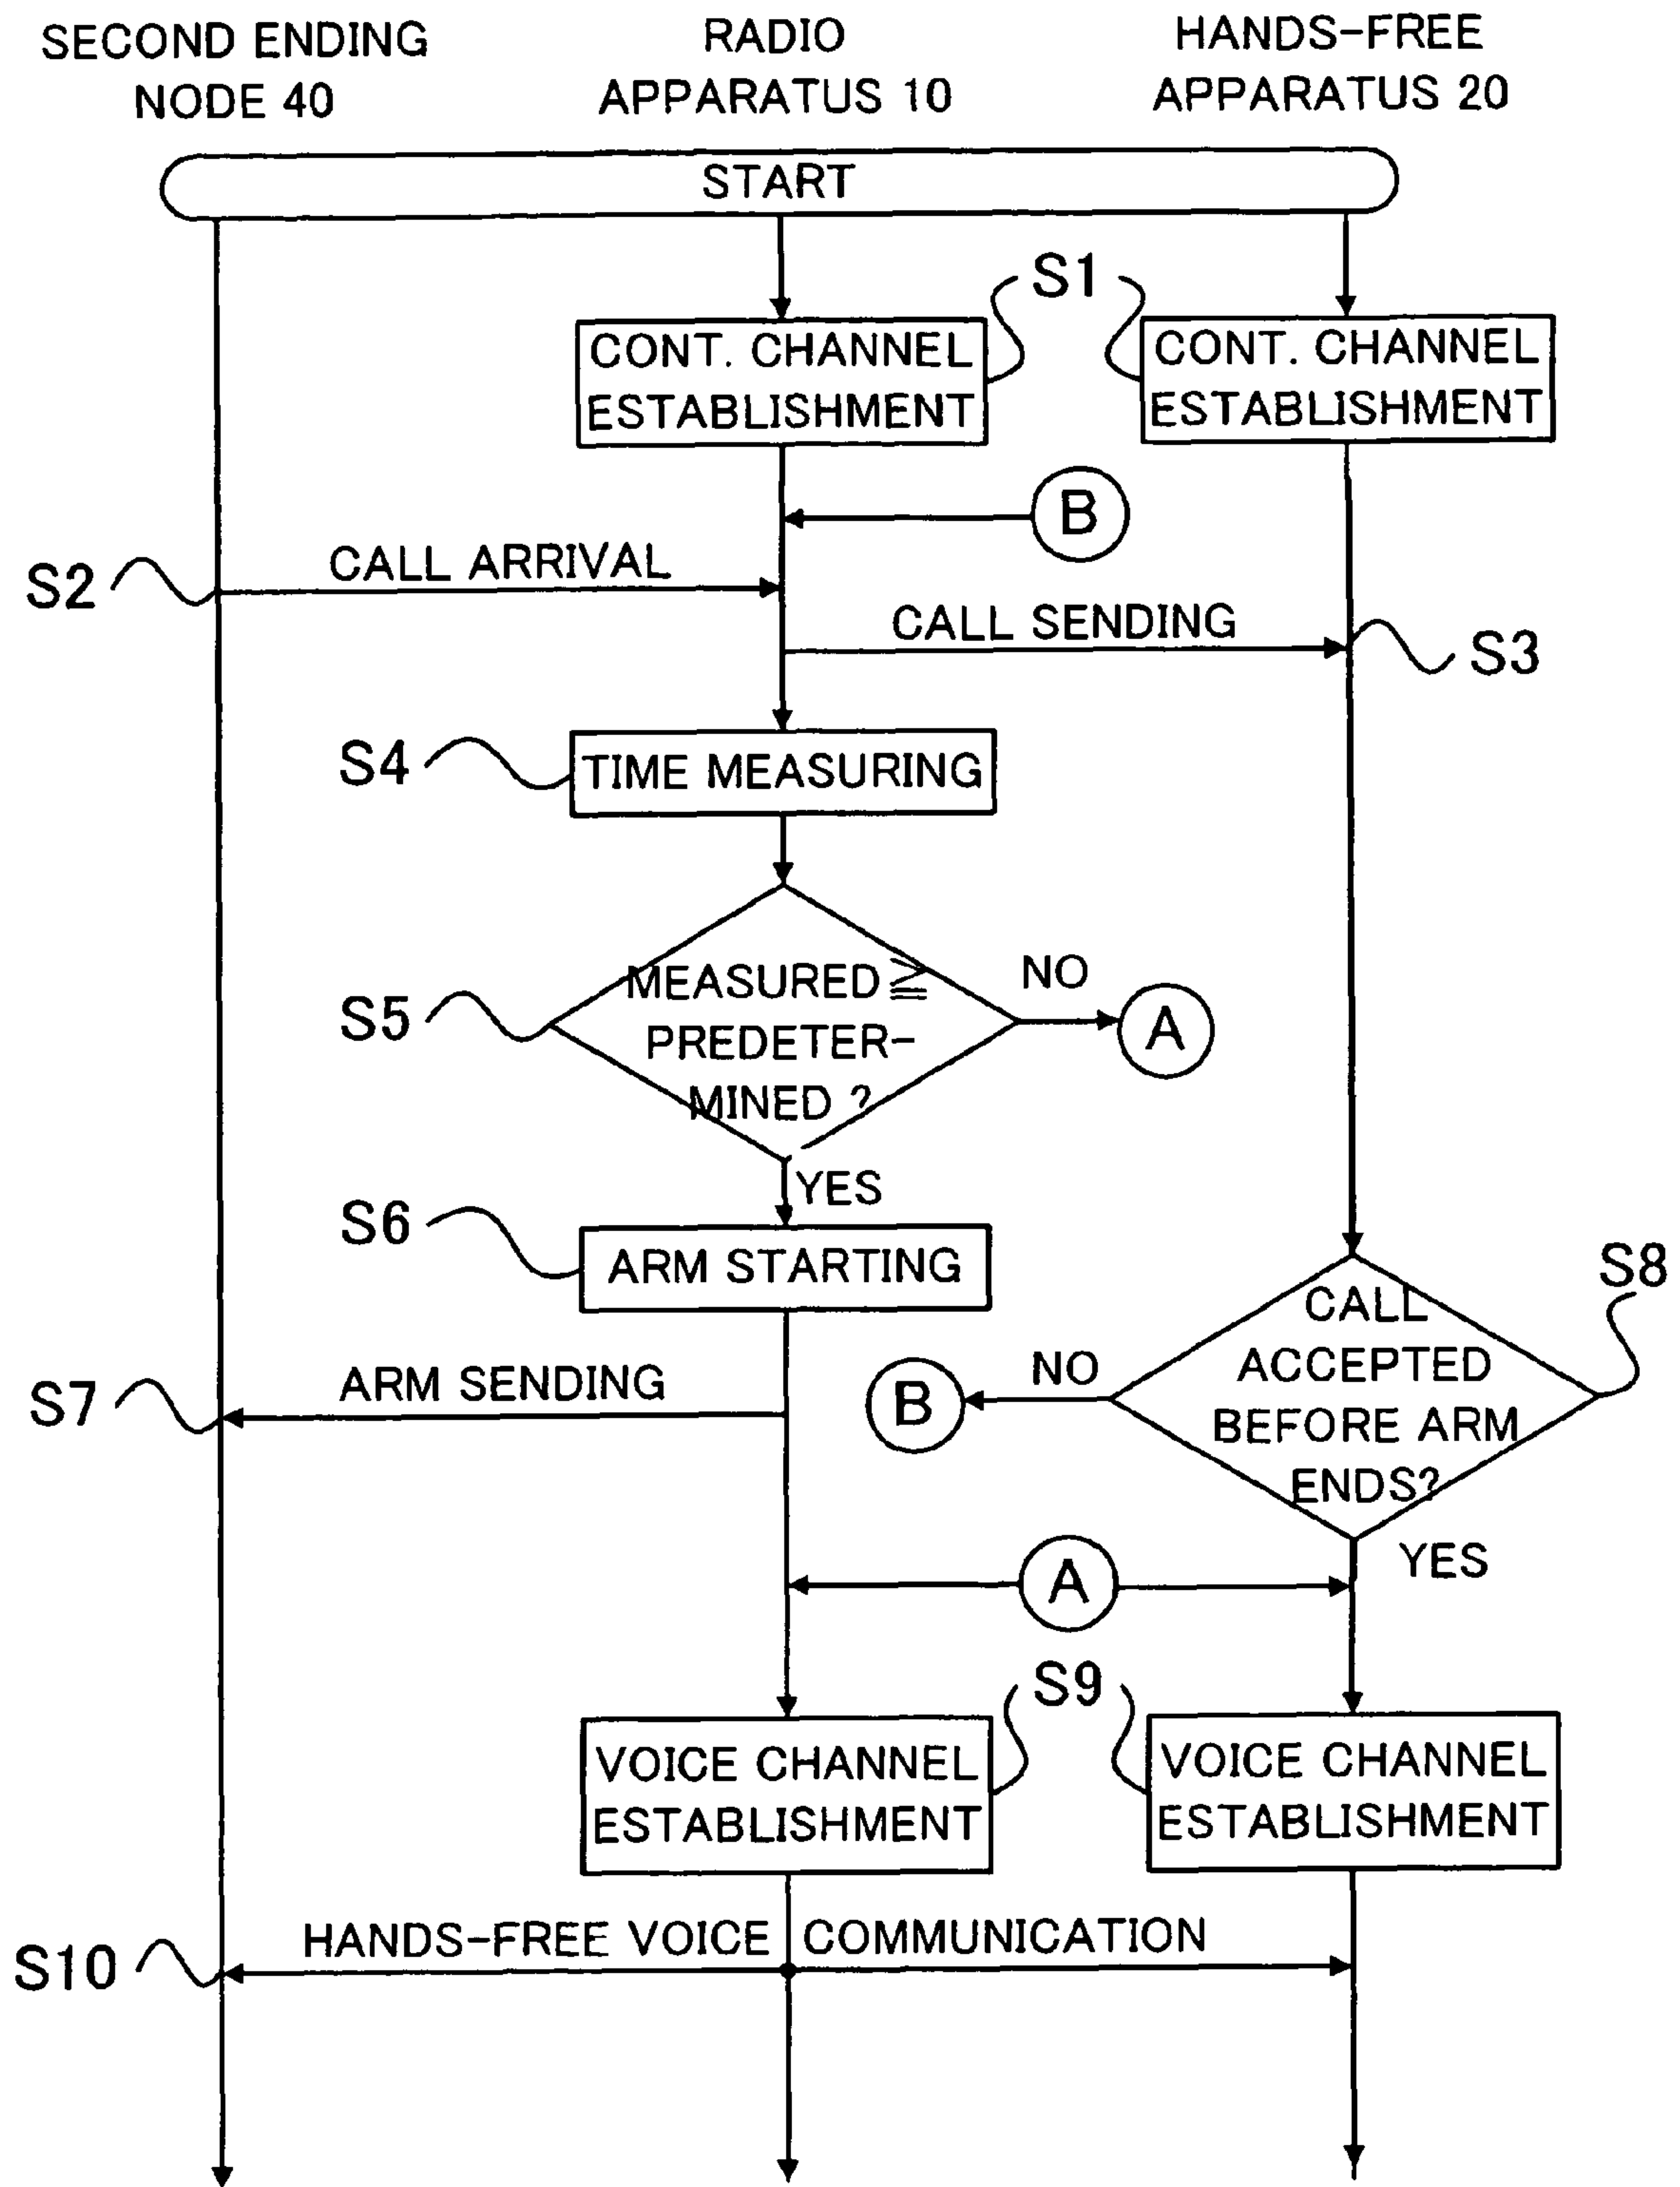 SECOND ENDING
NODE 40
RADIO
APPARATUS 10
HANDS-FREE
APPARATUS 20
START
S1
CONT. CHANNEL
ESTABLISHMENT
CONT. CHANNEL
ESTABLISHMENT
B
S2
CALL ARRIVAL
CALL SENDING
S3
S4
TIME MEASURING
S5
MEASURED ≧
PREDETER-
MINED ?
NO
A
YES
S6
ARM STARTING
S8
CALL
ACCEPTED
BEFORE ARM
ENDS?
NO
B
S7
ARM SENDING
YES
A
S9
VOICE CHANNEL
ESTABLISHMENT
VOICE CHANNEL
ESTABLISHMENT
S10
HANDS-FREE VOICE COMMUNICATION